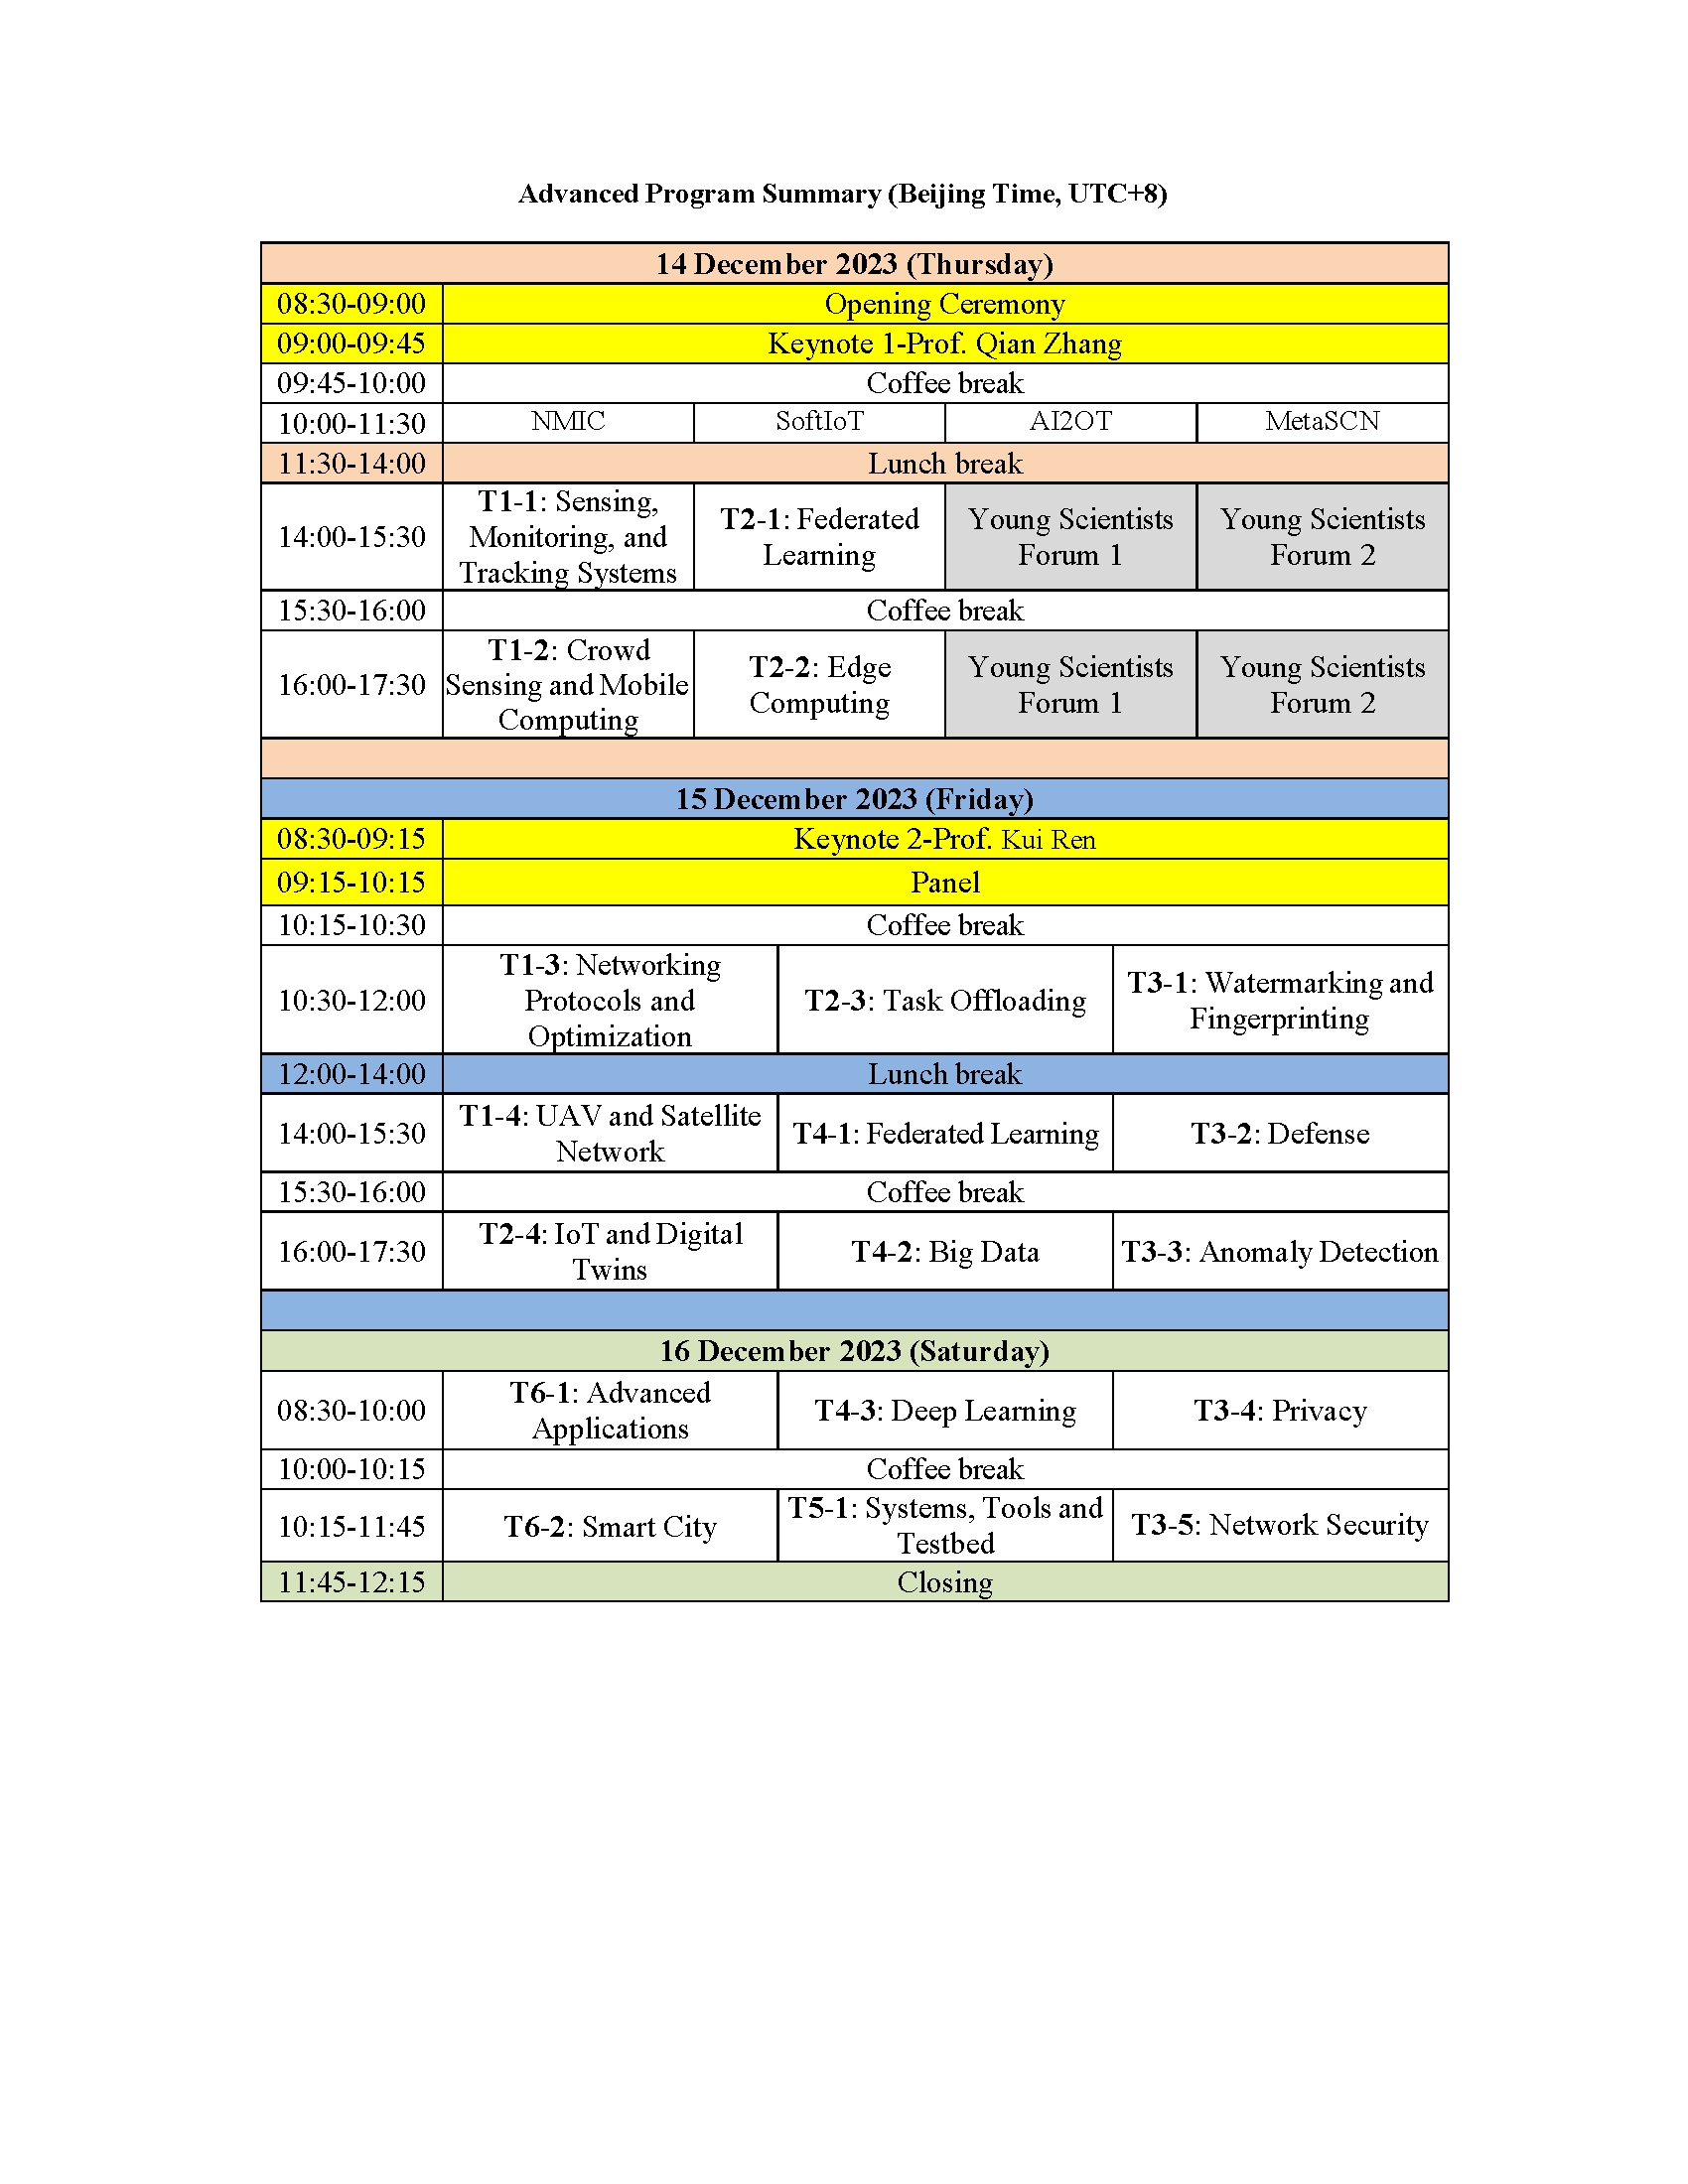 Advanced Program Summary (Beijing Time, UTC+8)
14 December 2023 (Thursday)
08:30-09:00 Opening Ceremony
09:00-09:45 Keynote 1-Prof. Qian Zhang
09:45-10:00 Coffee break
10:00-11:30 NMIC SoftIoT AI2OT MetaSCN
11:30-14:00 Lunch break
14:00-15:30
T1-1: Sensing,
Monitoring, and
Tracking Systems
T2-1: Federated
Learning
Young Scientists
Forum 1
Young Scientists
Forum 2
15:30-16:00 Coffee break
16:00-17:30
T1-2: Crowd
Sensing and Mobile
Computing
T2-2: Edge
Computing
Young Scientists
Forum 1
Young Scientists
Forum 2
15 December 2023 (Friday)
08:30-09:15 Keynote 2-Prof. Kui Ren
09:15-10:15 Panel
10:15-10:30 Coffee break
10:30-12:00
T1-3: Networking
Protocols and
Optimization
T2-3: Task Offloading
T3-1: Watermarking and
Fingerprinting
12:00-14:00 Lunch break
14:00-15:30
T1-4: UAV and Satellite
Network
T4-1: Federated Learning
T3-2: Defense
15:30-16:00 Coffee break
16:00-17:30
T2-4: IoT and Digital
Twins
T4-2: Big Data
T3-3: Anomaly Detection
16 December 2023 (Saturday)
08:30-10:00
T6-1: Advanced
Applications
T4-3: Deep Learning
T3-4: Privacy
10:00-10:15 Coffee break
10:15-11:45
T6-2: Smart City
T5-1: Systems, Tools and
Testbed
T3-5: Network Security
11:45-12:15 Closing